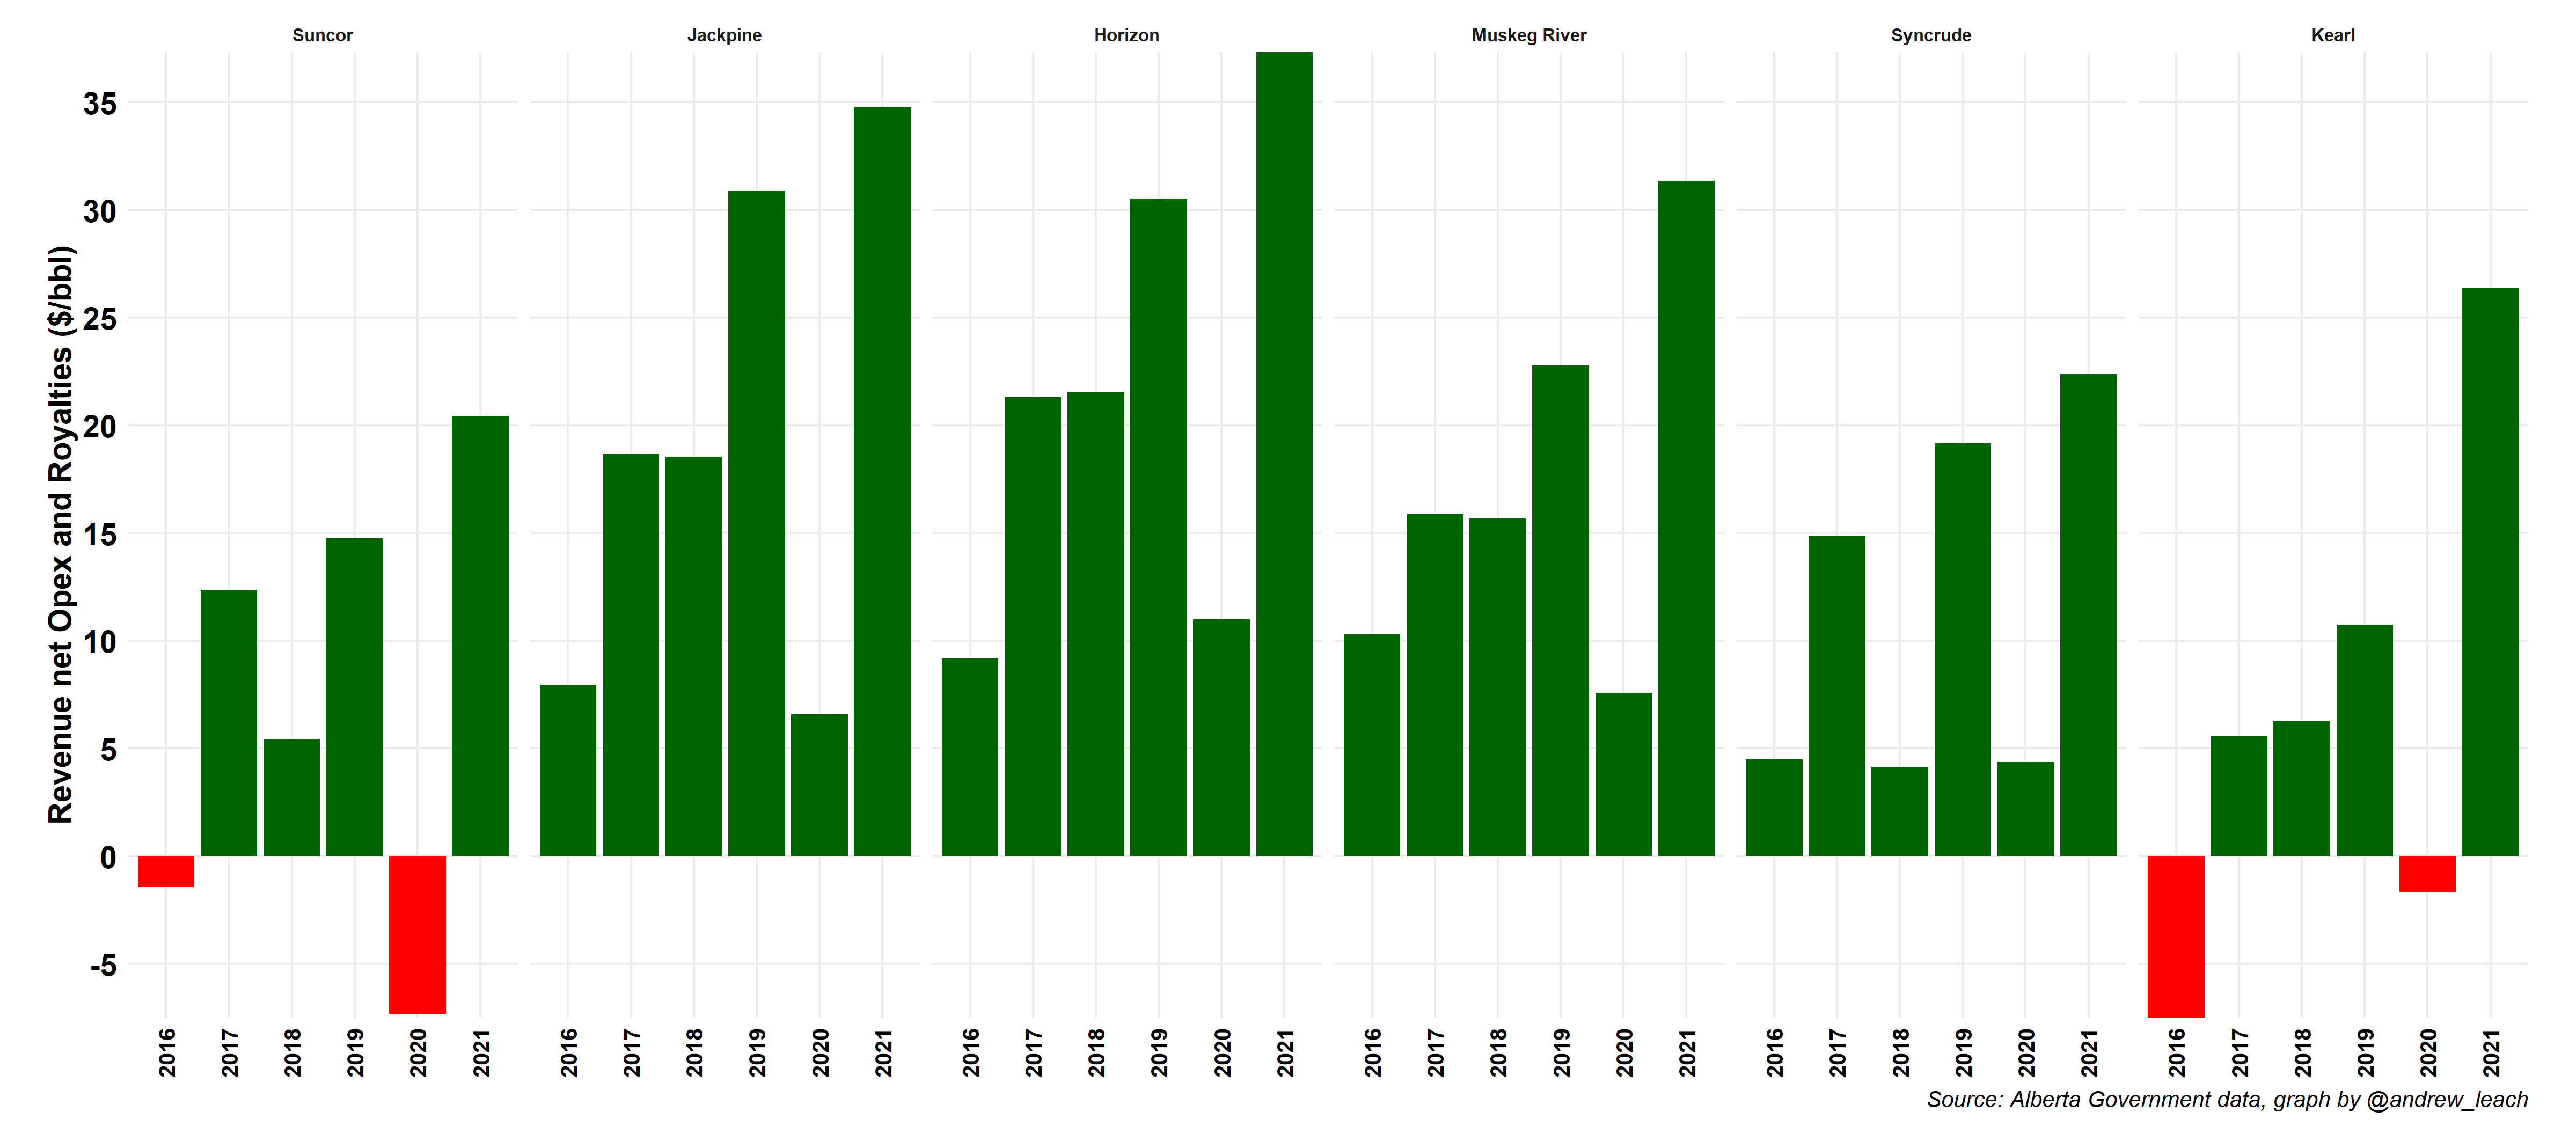 Suncor
Jackpine
Horizon
Muskeg River
Syncrude
Kearl
Revenue net Opex and Royalties ($/bbl)
35
30
25
20
15
10
5
0
-5
2016 2017 2018 2019 2020 2021
2016 2017 2018 2019 2020 2021
2016 2017 2018 2019 2020 2021
2016 2017 2018 2019 2020 2021
2016 2017 2018 2019 2020 2021
2016 2017 2018 2019 2020 2021
Source: Alberta Government data, graph by @andrew_leach